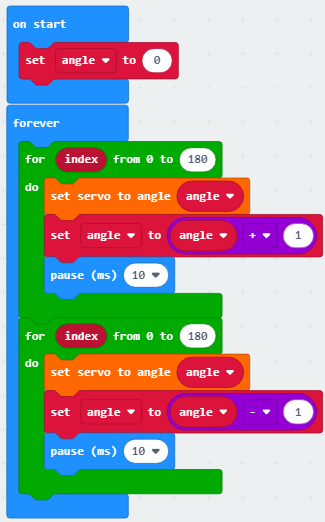 on start
set angle to 0
forever
for index from 0 to 180
do
set servo to angle angle
set angle to angle + 1
pause (ms) 10
for index from 0 to 180
do
set servo to angle angle
set angle to angle - 1
pause (ms) 10